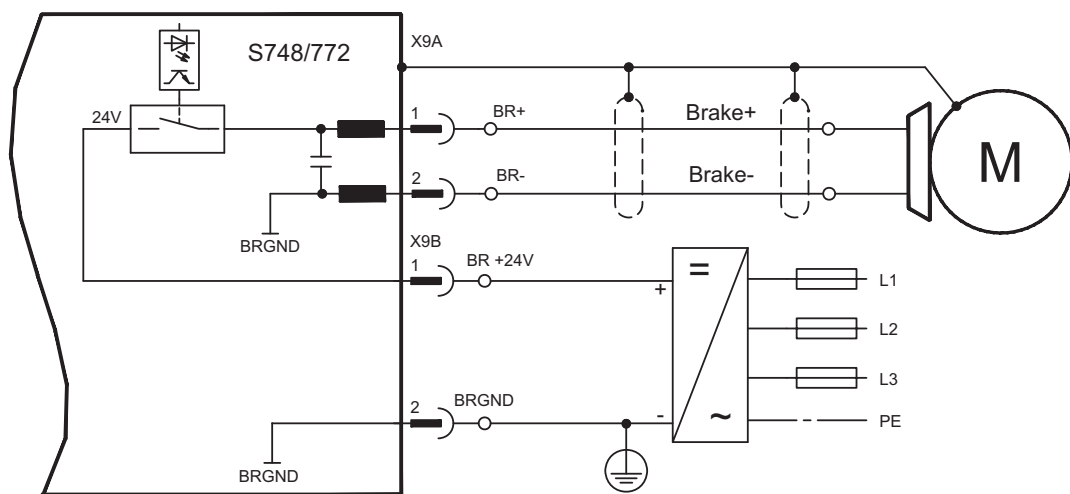 S748/772
X9A
24V
1
BR+
Brake+
2
BR-
Brake-
M
BRGND
X9B
1
BR +24V
+
=
L1
L2
L3
2
BRGND
-
~
PE
BRGND